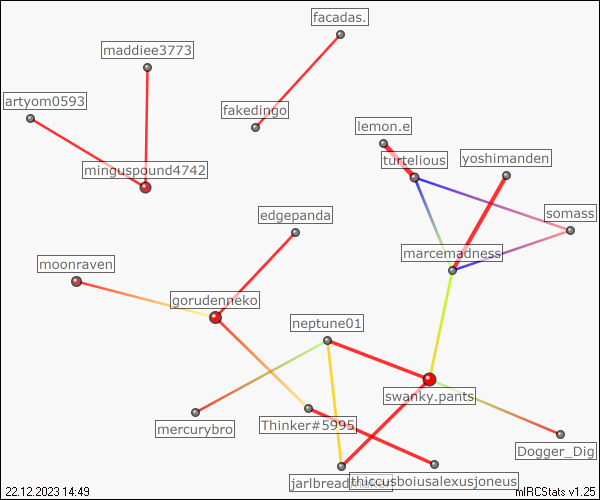 facadas.
maddiee3773
artyom0593
fakedingo
lemon.e
turtelious
yoshimanden
minguspound4742
edgepanda
somass
marcemadness
moonraven
gorudenneko
neptune01
swanky.pants
mercurybro
Thinker#5995
Dogger_Dig
thiccusboiusalexusjoneus
22.12.2023 14:49
mIRCStats v1.25